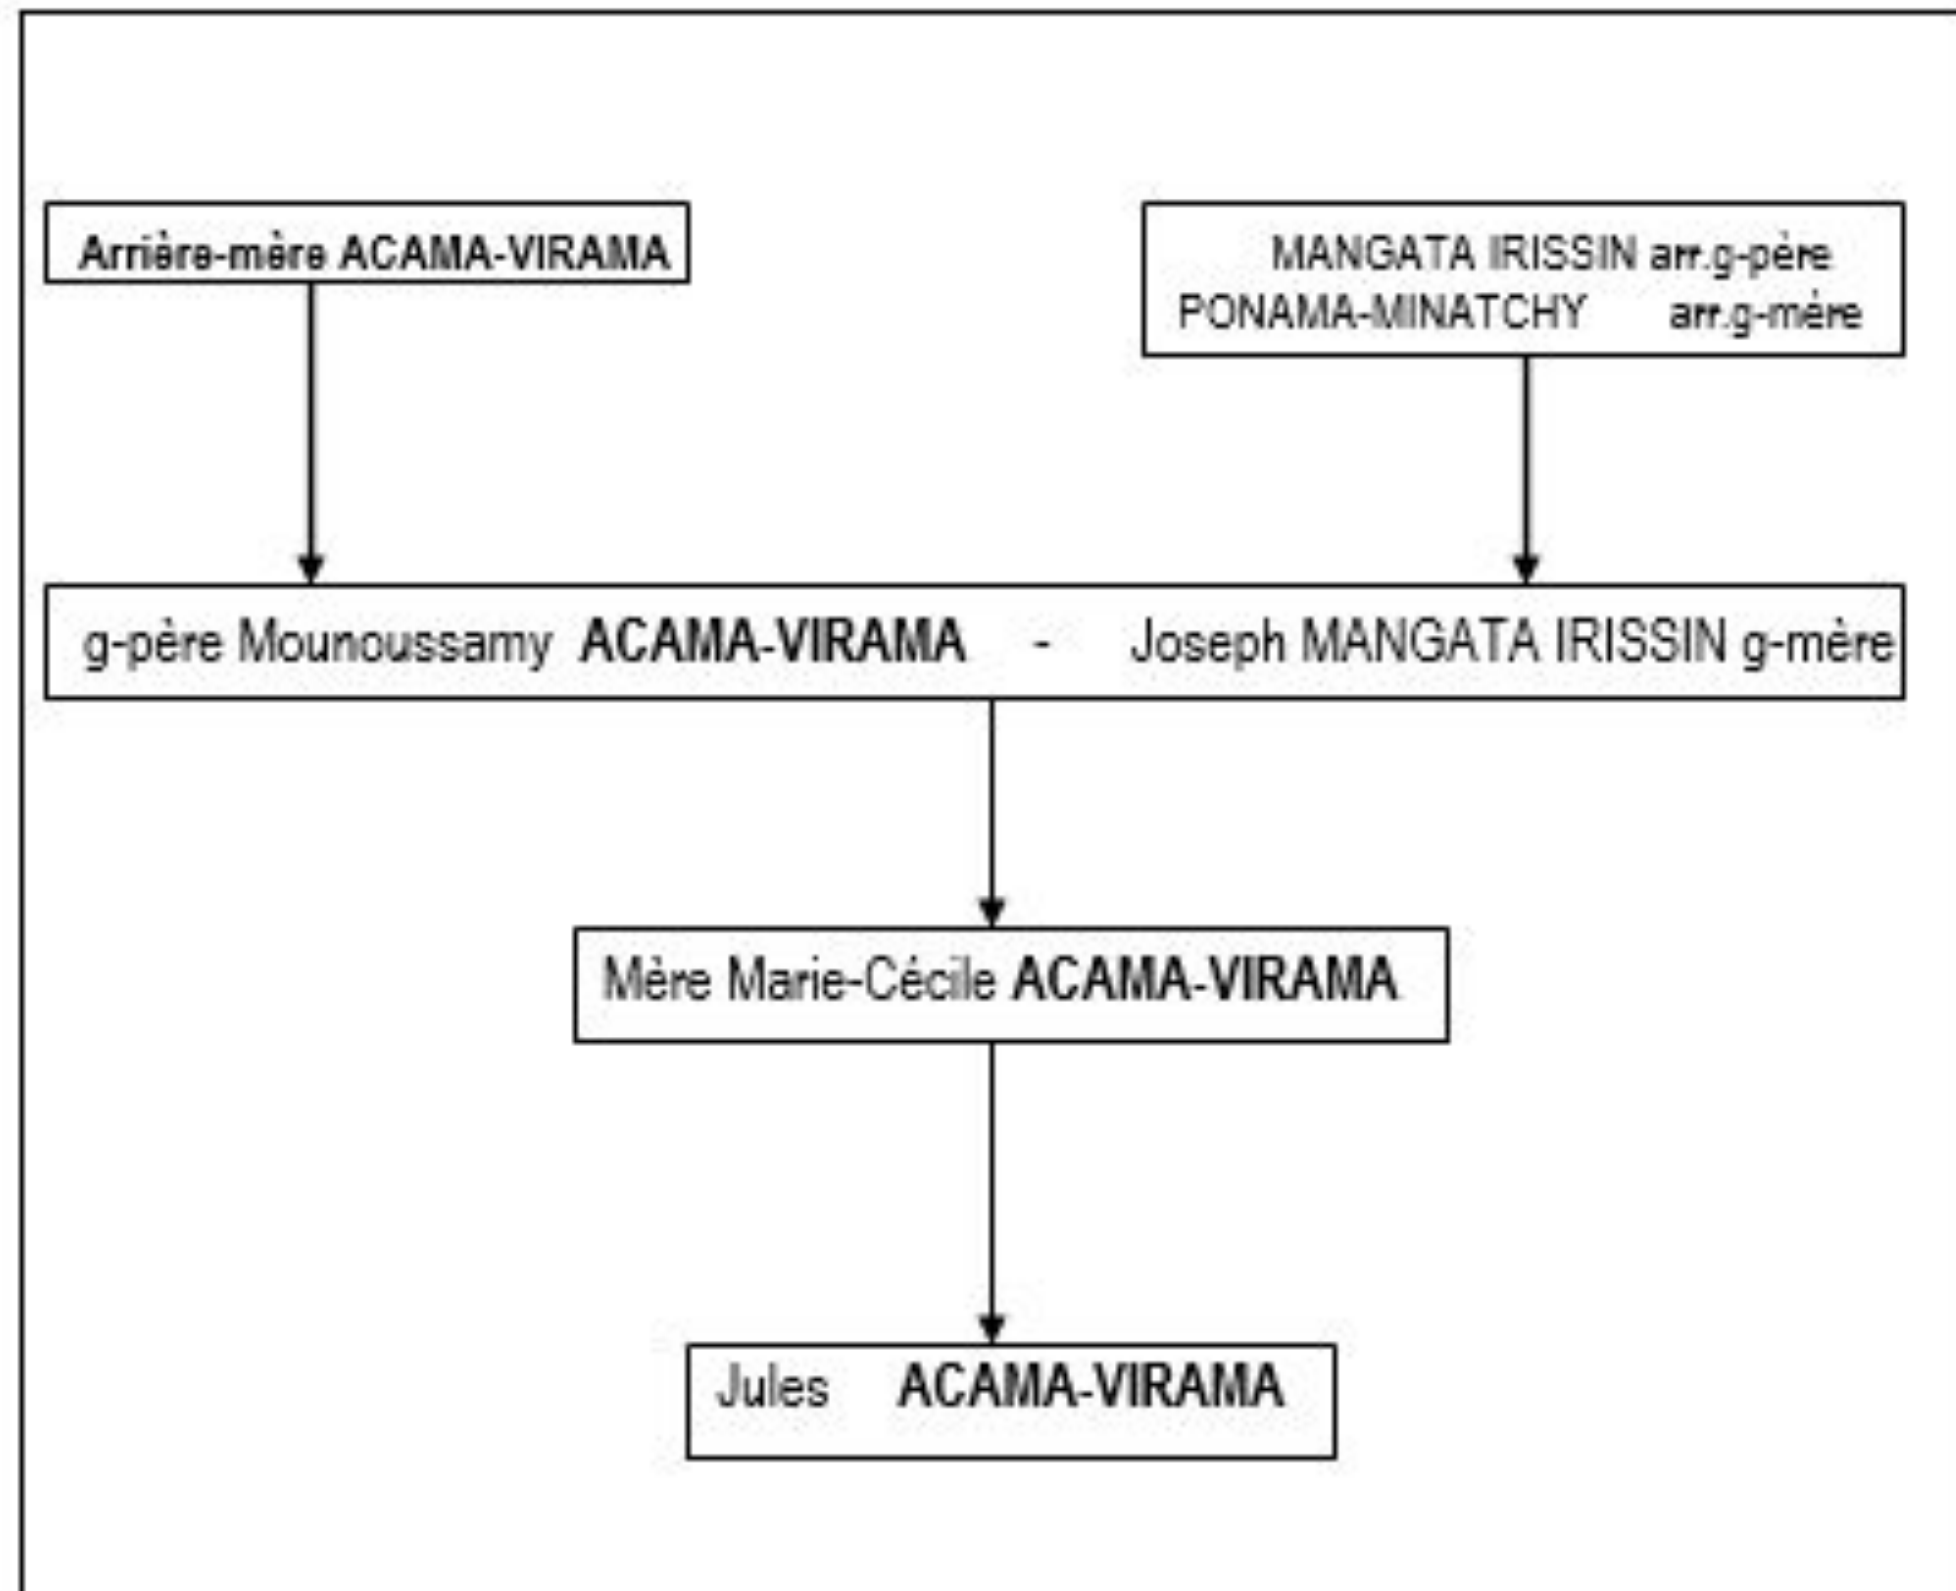 Arrière-mère ACAMA-VIRAMA
MANGATA IRISSIN arr.g-père
PONAMA-MINATCHY arr.g-mère
g-père Mounoussamy ACAMA-VIRAMA - Joseph MANGATA IRISSIN g-mère
Mère Marie-Cécile ACAMA-VIRAMA
Jules ACAMA-VIRAMA